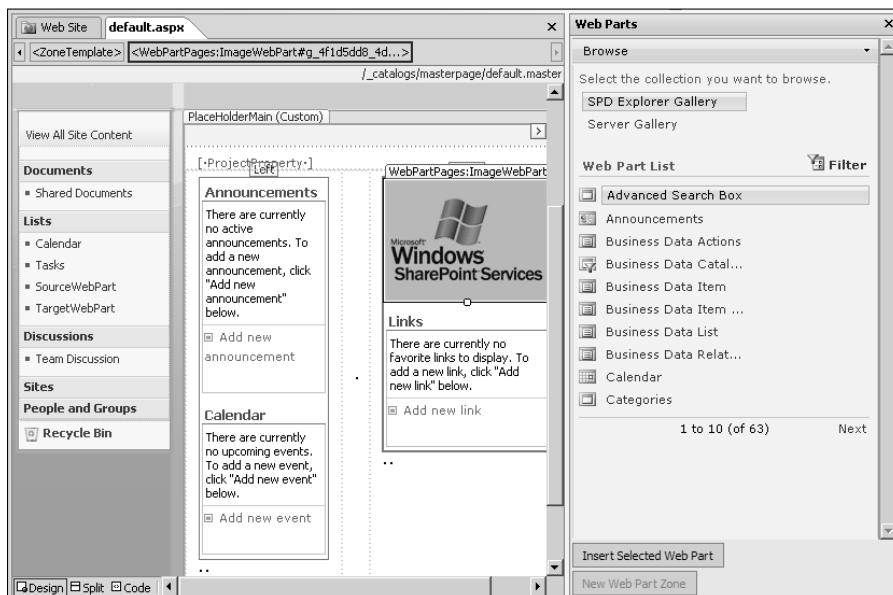 Web Site
default.aspx
<ZoneTemplate>
<WebPartPages:ImageWebPart#g_4f1d5dd8_4d...>
/_catalogs/masterpage/default.master
View All Site Content
Documents
Shared Documents
Lists
Calendar
Tasks
SourceWebPart
TargetWebPart
Discussions
Team Discussion
Sites
People and Groups
Recycle Bin
PlaceHolderMain (Custom)
[·ProjectProperty·]
Left
Announcements
There are currently
no active
announcements. To
add a new
announcement, click
"Add new
announcement"
below.
Add new
announcement
Calendar
There are currently
no upcoming events.
To add a new event,
click "Add new event"
below.
Add new event
WebPartPages:ImageWebPart
Microsoft
Windows
SharePoint Services
Links
There are currently no
favorite links to display. To
add a new link, click "Add
new link" below.
Add new link
Design
Split
Code
Web Parts
Browse
Select the collection you want to browse.
SPD Explorer Gallery
Server Gallery
Web Part List
Filter
Advanced Search Box
Announcements
Business Data Actions
Business Data Catal...
Business Data Item
Business Data Item ...
Business Data List
Business Data Relat...
Calendar
Categories
1 to 10 (of 63)
Next
Insert Selected Web Part
New Web Part Zone